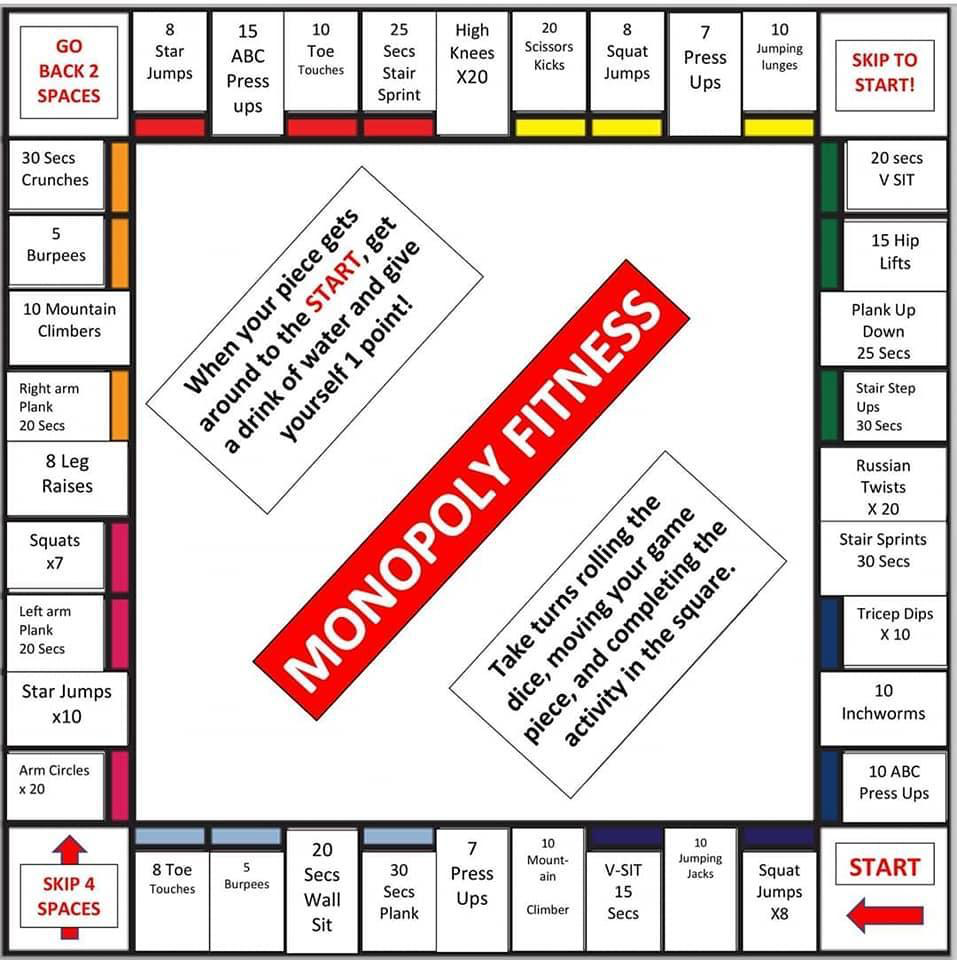 GO
BACK 2
SPACES
8
Star
Jumps
15
ABC
Press
ups
10
Toe
Touches
25
Secs
Stair
Sprint
High
Knees
X20
20
Scissors
Kicks
8
Squat
Jumps
7
Press
Ups
10
Jumping
lunges
SKIP TO
START!
30 Secs
Crunches
5
Burpees
10 Mountain
Climbers
Right arm
Plank
20 Secs
8 Leg
Raises
Squats
x7
Left arm
Plank
20 Secs
Star Jumps
x10
Arm Circles
x 20
When your piece gets
around to the START, get
a drink of water and give
yourself 1 point!
MONOPOLY FITNESS
Take turns rolling the
dice, moving your game
piece, and completing the
activity in the square.
20 secs
V SIT
15 Hip
Lifts
Plank Up
Down
25 Secs
Stair Step
Ups
30 Secs
Russian
Twists
X 20
Stair Sprints
30 Secs
Tricep Dips
X 10
10
Inchworms
10 ABC
Press Ups
SKIP 4
SPACES
8 Toe
Touches
5
Burpees
20
Secs
Wall
Sit
30
Secs
Plank
7
Press
Ups
10
Mount-
ain
Climber
V-SIT
15
Secs
10
Jumping
Jacks
Squat
Jumps
X8
START